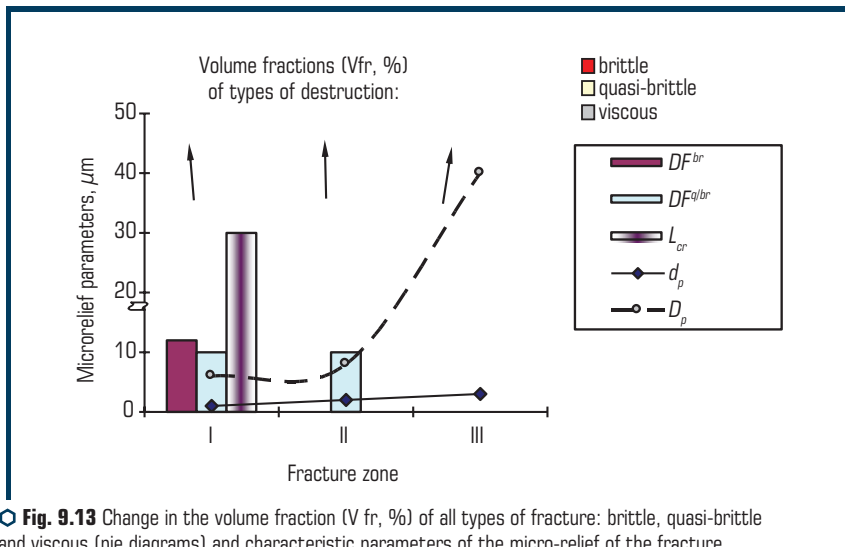 Volume fractions (Vfr, %)
of types of destruction:
brittle
quasi-brittle
viscous
50
40
30
20
10
0
Microrelief parameters, μm
DF^br
DF^q/br
L_cr
d_p
D_p
I
II
III
Fracture zone
Fig. 9.13 Change in the volume fraction (V fr, %) of all types of fracture: brittle, quasi-brittle
and viscous (pie diagrams) and characteristic parameters of the micro-relief of the fracture